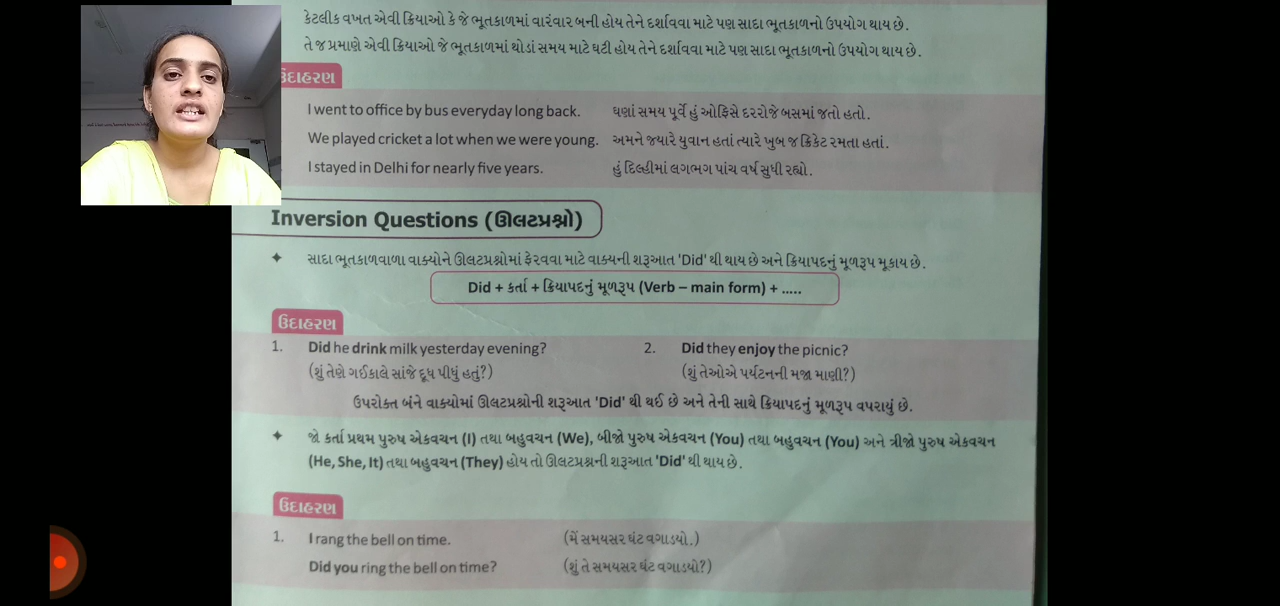 કેટલીક વખત એવી ક્રિયાઓ કે જે ભૂતકાળમાં વારંવાર બની હોય તેને દર્શાવવા માટે પણ સાદા ભૂતકાળનો ઉપયોગ થાય છે.
તે જ પ્રમાણે એવી ક્રિયાઓ જે ભૂતકાળમાં થોડાં સમય માટે ઘટી હોય તેને દર્શાવવા માટે પણ સાદા ભૂતકાળનો ઉપયોગ થાય છે.
ઉદાહરણ
I went to office by bus everyday long back. ઘણાં સમય પૂર્વે હું ઓફિસે દરરોજે બસમાં જતો હતો.
We played cricket a lot when we were young. અમને જ્યારે યુવાન હતાં ત્યારે ખુબ જ ક્રિકેટ રમતા હતાં.
I stayed in Delhi for nearly five years. હું દિલ્હીમાં લગભગ પાંચ વર્ષ સુધી રહ્યો.
Inversion Questions (ઊલટપ્રશ્નો)
✦ સાદા ભૂતકાળવાળા વાક્યોને ઊલટપ્રશ્નોમાં ફેરવવા માટે વાક્યની શરૂઆત 'Did' થી થાય છે અને ક્રિયાપદનું મૂળરૂપ મૂકાય છે.
Did + કર્તા + ક્રિયાપદનું મૂળરૂપ (Verb – main form) + .....
ઉદાહરણ
1. Did he drink milk yesterday evening? 2. Did they enjoy the picnic?
(શું તેણે ગઈકાલે સાંજે દૂધ પીધું હતું?) (શું તેઓએ પર્યટનની મજા માણી?)
ઉપરોક્ત બંને વાક્યોમાં ઊલટપ્રશ્નોની શરૂઆત 'Did' થી થઈ છે અને તેની સાથે ક્રિયાપદનું મૂળરૂપ વપરાયું છે.
✦ જો કર્તા પ્રથમ પુરુષ એકવચન (I) તથા બહુવચન (We), બીજો પુરુષ એકવચન (You) તથા બહુવચન (You) અને ત્રીજો પુરુષ એકવચન
(He, She, It) તથા બહુવચન (They) હોય તો ઊલટપ્રશ્નની શરૂઆત 'Did' થી થાય છે.
ઉદાહરણ
1. I rang the bell on time. (મેં સમયસર ઘંટ વગાડયો.)
Did you ring the bell on time? (શું તે સમયસર ઘંટ વગાડયો?)